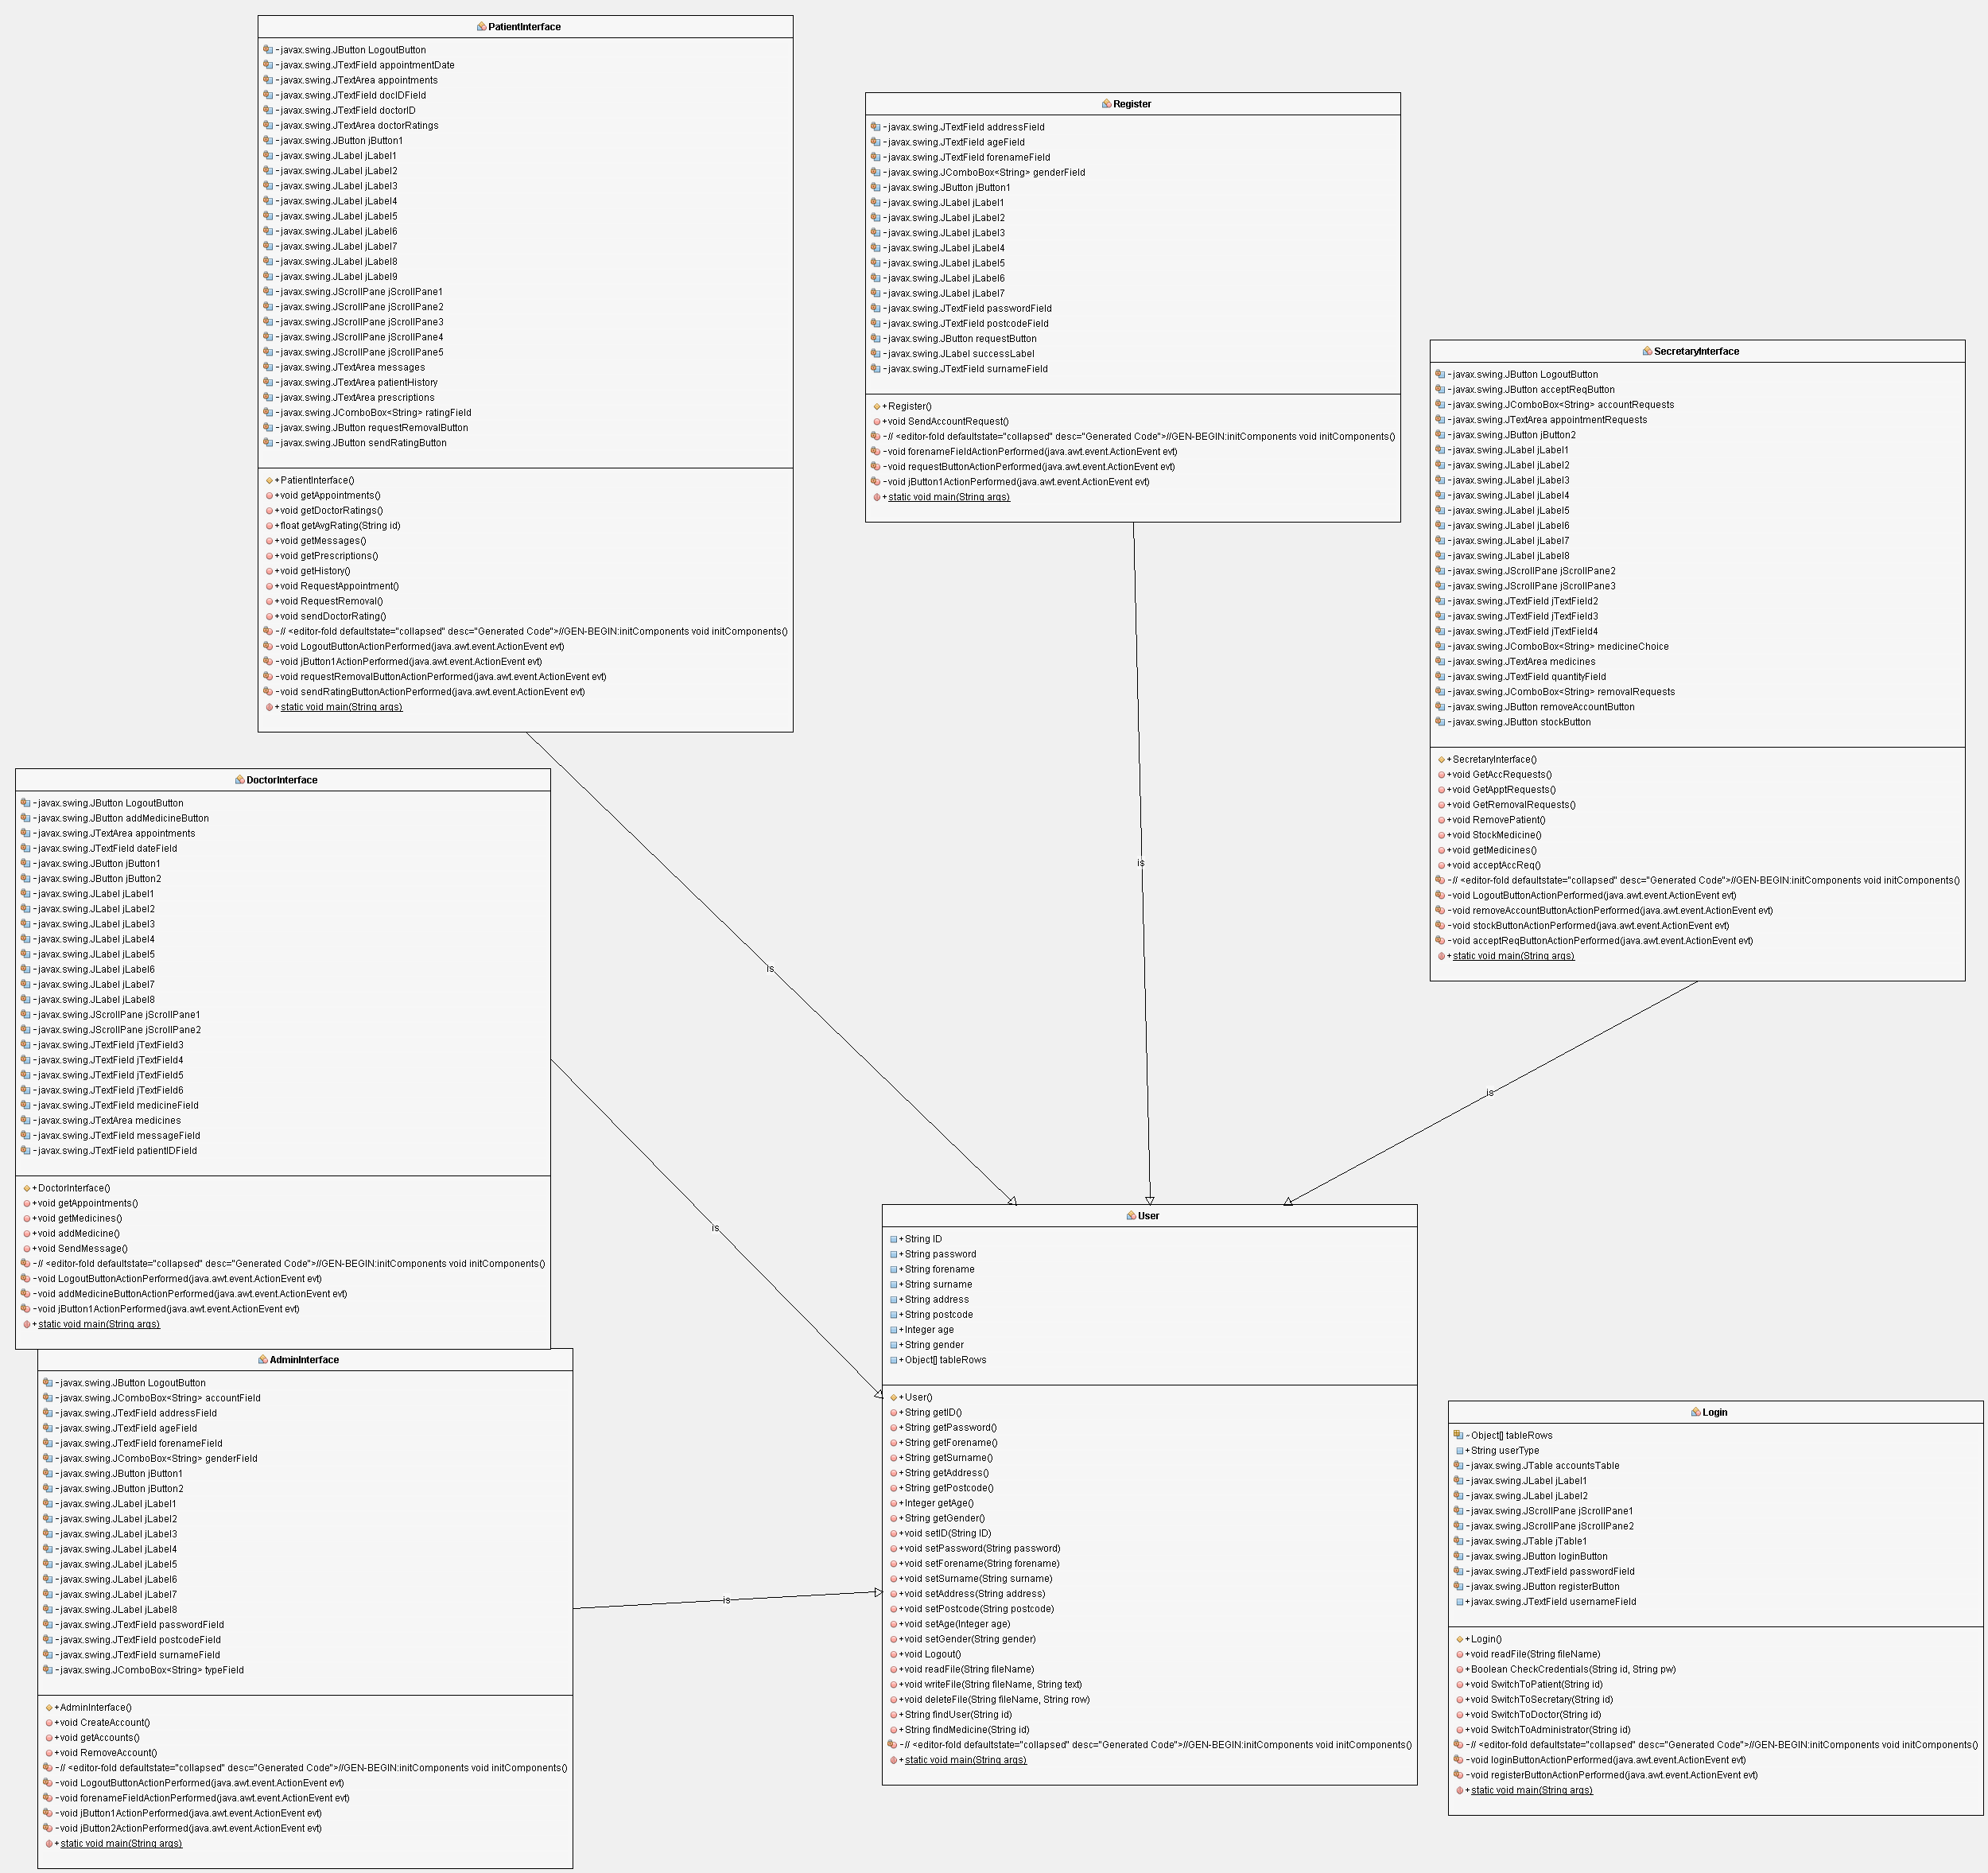 PatientInterface
-javax.swing.JButton LogoutButton
-javax.swing.JTextField appointmentDate
-javax.swing.JTextArea appointments
-javax.swing.JTextField docIDField
-javax.swing.JTextField doctorID
-javax.swing.JTextArea doctorRatings
-javax.swing.JButton jButton1
-javax.swing.JLabel jLabel1
-javax.swing.JLabel jLabel2
-javax.swing.JLabel jLabel3
-javax.swing.JLabel jLabel4
-javax.swing.JLabel jLabel5
-javax.swing.JLabel jLabel6
-javax.swing.JLabel jLabel7
-javax.swing.JLabel jLabel8
-javax.swing.JLabel jLabel9
-javax.swing.JScrollPane jScrollPane1
-javax.swing.JScrollPane jScrollPane2
-javax.swing.JScrollPane jScrollPane3
-javax.swing.JScrollPane jScrollPane4
-javax.swing.JScrollPane jScrollPane5
-javax.swing.JTextArea messages
-javax.swing.JTextArea patientHistory
-javax.swing.JTextArea prescriptions
-javax.swing.JComboBox<String> ratingField
-javax.swing.JButton requestRemovalButton
-javax.swing.JButton sendRatingButton
+PatientInterface()
+void getAppointments()
+void getDoctorRatings()
+float getAvgRating(String id)
+void getMessages()
+void getPrescriptions()
+void getHistory()
+void RequestAppointment()
+void RequestRemoval()
+void sendDoctorRating()
-// <editor-fold defaultstate="collapsed" desc="Generated Code">//GEN-BEGIN:initComponents void initComponents()
-void LogoutButtonActionPerformed(java.awt.event.ActionEvent evt)
-void jButton1ActionPerformed(java.awt.event.ActionEvent evt)
-void requestRemovalButtonActionPerformed(java.awt.event.ActionEvent evt)
-void sendRatingButtonActionPerformed(java.awt.event.ActionEvent evt)
+static void main(String args)
Register
-javax.swing.JTextField addressField
-javax.swing.JTextField ageField
-javax.swing.JTextField forenameField
-javax.swing.JComboBox<String> genderField
-javax.swing.JButton jButton1
-javax.swing.JLabel jLabel1
-javax.swing.JLabel jLabel2
-javax.swing.JLabel jLabel3
-javax.swing.JLabel jLabel4
-javax.swing.JLabel jLabel5
-javax.swing.JLabel jLabel6
-javax.swing.JLabel jLabel7
-javax.swing.JTextField passwordField
-javax.swing.JTextField postcodeField
-javax.swing.JButton requestButton
-javax.swing.JLabel successLabel
-javax.swing.JTextField surnameField
+Register()
+void SendAccountRequest()
-// <editor-fold defaultstate="collapsed" desc="Generated Code">//GEN-BEGIN:initComponents void initComponents()
-void forenameFieldActionPerformed(java.awt.event.ActionEvent evt)
-void requestButtonActionPerformed(java.awt.event.ActionEvent evt)
-void jButton1ActionPerformed(java.awt.event.ActionEvent evt)
+static void main(String args)
SecretaryInterface
-javax.swing.JButton LogoutButton
-javax.swing.JButton acceptReqButton
-javax.swing.JComboBox<String> accountRequests
-javax.swing.JTextArea appointmentRequests
-javax.swing.JButton jButton2
-javax.swing.JLabel jLabel1
-javax.swing.JLabel jLabel2
-javax.swing.JLabel jLabel3
-javax.swing.JLabel jLabel4
-javax.swing.JLabel jLabel5
-javax.swing.JLabel jLabel6
-javax.swing.JLabel jLabel7
-javax.swing.JLabel jLabel8
-javax.swing.JScrollPane jScrollPane2
-javax.swing.JScrollPane jScrollPane3
-javax.swing.JTextField jTextField2
-javax.swing.JTextField jTextField3
-javax.swing.JTextField jTextField4
-javax.swing.JComboBox<String> medicineChoice
-javax.swing.JTextArea medicines
-javax.swing.JTextField quantityField
-javax.swing.JComboBox<String> removalRequests
-javax.swing.JButton removeAccountButton
-javax.swing.JButton stockButton
+SecretaryInterface()
+void GetAccRequests()
+void GetApptRequests()
+void GetRemovalRequests()
+void RemovePatient()
+void StockMedicine()
+void getMedicines()
+void acceptAccReq()
-// <editor-fold defaultstate="collapsed" desc="Generated Code">//GEN-BEGIN:initComponents void initComponents()
-void LogoutButtonActionPerformed(java.awt.event.ActionEvent evt)
-void removeAccountButtonActionPerformed(java.awt.event.ActionEvent evt)
-void stockButtonActionPerformed(java.awt.event.ActionEvent evt)
-void acceptReqButtonActionPerformed(java.awt.event.ActionEvent evt)
+static void main(String args)
DoctorInterface
-javax.swing.JButton LogoutButton
-javax.swing.JButton addMedicineButton
-javax.swing.JTextArea appointments
-javax.swing.JTextField dateField
-javax.swing.JButton jButton1
-javax.swing.JButton jButton2
-javax.swing.JLabel jLabel1
-javax.swing.JLabel jLabel2
-javax.swing.JLabel jLabel3
-javax.swing.JLabel jLabel4
-javax.swing.JLabel jLabel5
-javax.swing.JLabel jLabel6
-javax.swing.JLabel jLabel7
-javax.swing.JLabel jLabel8
-javax.swing.JScrollPane jScrollPane1
-javax.swing.JScrollPane jScrollPane2
-javax.swing.JTextField jTextField3
-javax.swing.JTextField jTextField4
-javax.swing.JTextField jTextField5
-javax.swing.JTextField jTextField6
-javax.swing.JTextField medicineField
-javax.swing.JTextArea medicines
-javax.swing.JTextField messageField
-javax.swing.JTextField patientIDField
+DoctorInterface()
+void getAppointments()
+void getMedicines()
+void addMedicine()
+void SendMessage()
-// <editor-fold defaultstate="collapsed" desc="Generated Code">//GEN-BEGIN:initComponents void initComponents()
-void LogoutButtonActionPerformed(java.awt.event.ActionEvent evt)
-void addMedicineButtonActionPerformed(java.awt.event.ActionEvent evt)
-void jButton1ActionPerformed(java.awt.event.ActionEvent evt)
+static void main(String args)
is
is
is
is
is
AdminInterface
-javax.swing.JButton LogoutButton
-javax.swing.JComboBox<String> accountField
-javax.swing.JTextField addressField
-javax.swing.JTextField ageField
-javax.swing.JTextField forenameField
-javax.swing.JComboBox<String> genderField
-javax.swing.JButton jButton1
-javax.swing.JButton jButton2
-javax.swing.JLabel jLabel1
-javax.swing.JLabel jLabel2
-javax.swing.JLabel jLabel3
-javax.swing.JLabel jLabel4
-javax.swing.JLabel jLabel5
-javax.swing.JLabel jLabel6
-javax.swing.JLabel jLabel7
-javax.swing.JLabel jLabel8
-javax.swing.JTextField passwordField
-javax.swing.JTextField postcodeField
-javax.swing.JTextField surnameField
-javax.swing.JComboBox<String> typeField
+AdminInterface()
+void CreateAccount()
+void getAccounts()
+void RemoveAccount()
-// <editor-fold defaultstate="collapsed" desc="Generated Code">//GEN-BEGIN:initComponents void initComponents()
-void LogoutButtonActionPerformed(java.awt.event.ActionEvent evt)
-void forenameFieldActionPerformed(java.awt.event.ActionEvent evt)
-void jButton1ActionPerformed(java.awt.event.ActionEvent evt)
-void jButton2ActionPerformed(java.awt.event.ActionEvent evt)
+static void main(String args)
User
+String ID
+String password
+String forename
+String surname
+String address
+String postcode
+Integer age
+String gender
+Object[] tableRows
+User()
+String getID()
+String getPassword()
+String getForename()
+String getSurname()
+String getAddress()
+String getPostcode()
+Integer getAge()
+String getGender()
+void setID(String ID)
+void setPassword(String password)
+void setForename(String forename)
+void setSurname(String surname)
+void setAddress(String address)
+void setPostcode(String postcode)
+void setAge(Integer age)
+void setGender(String gender)
+void Logout()
+void readFile(String fileName)
+void writeFile(String fileName, String text)
+void deleteFile(String fileName, String row)
+String findUser(String id)
+String findMedicine(String id)
-// <editor-fold defaultstate="collapsed" desc="Generated Code">//GEN-BEGIN:initComponents void initComponents()
+static void main(String args)
Login
~Object[] tableRows
+String userType
-javax.swing.JTable accountsTable
-javax.swing.JLabel jLabel1
-javax.swing.JLabel jLabel2
-javax.swing.JScrollPane jScrollPane1
-javax.swing.JScrollPane jScrollPane2
-javax.swing.JTable jTable1
-javax.swing.JButton loginButton
-javax.swing.JTextField passwordField
-javax.swing.JButton registerButton
+javax.swing.JTextField usernameField
+Login()
+void readFile(String fileName)
+Boolean CheckCredentials(String id, String pw)
+void SwitchToPatient(String id)
+void SwitchToSecretary(String id)
+void SwitchToDoctor(String id)
+void SwitchToAdministrator(String id)
-// <editor-fold defaultstate="collapsed" desc="Generated Code">//GEN-BEGIN:initComponents void initComponents()
-void loginButtonActionPerformed(java.awt.event.ActionEvent evt)
-void registerButtonActionPerformed(java.awt.event.ActionEvent evt)
+static void main(String args)